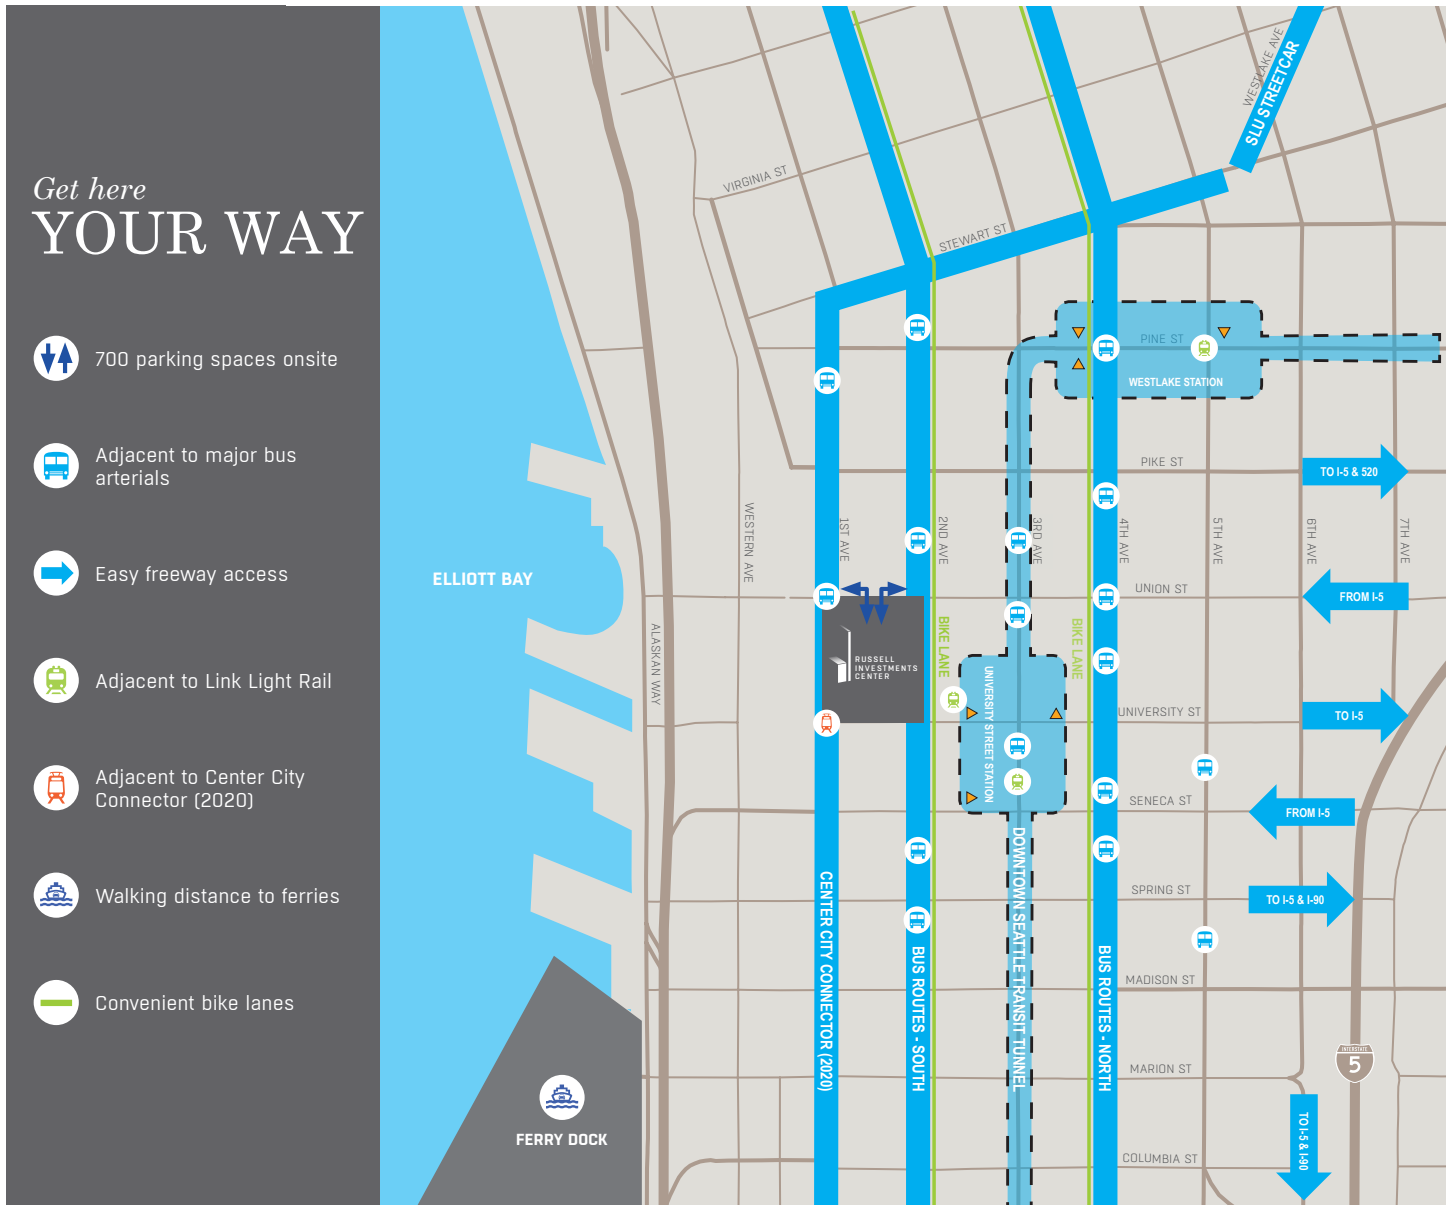 Get here
YOUR WAY
700 parking spaces onsite
Adjacent to major bus
arterials
Easy freeway access
Adjacent to Link Light Rail
Adjacent to Center City
Connector (2020)
Walking distance to ferries
Convenient bike lanes
ELLIOTT BAY
FERRY DOCK
WESTLAKE AVE
SLU STREETCAR
VIRGINIA ST
STEWART ST
PINE ST
WESTLAKE STATION
PIKE ST
TO I-5 & 520
WESTERN AVE
1ST AVE
2ND AVE
3RD AVE
4TH AVE
5TH AVE
6TH AVE
7TH AVE
UNION ST
FROM I-5
ALASKAN WAY
RUSSELL
INVESTMENTS
CENTER
BIKE LANE
BIKE LANE
UNIVERSITY STREET STATION
UNIVERSITY ST
TO I-5
SENECA ST
FROM I-5
SPRING ST
TO I-5 & I-90
CENTER CITY CONNECTOR (2020)
BUS ROUTES - SOUTH
DOWNTOWN SEATTLE TRANSIT TUNNEL
BUS ROUTES - NORTH
MADISON ST
MARION ST
INTERSTATE
5
TO I-5 & I-90
COLUMBIA ST